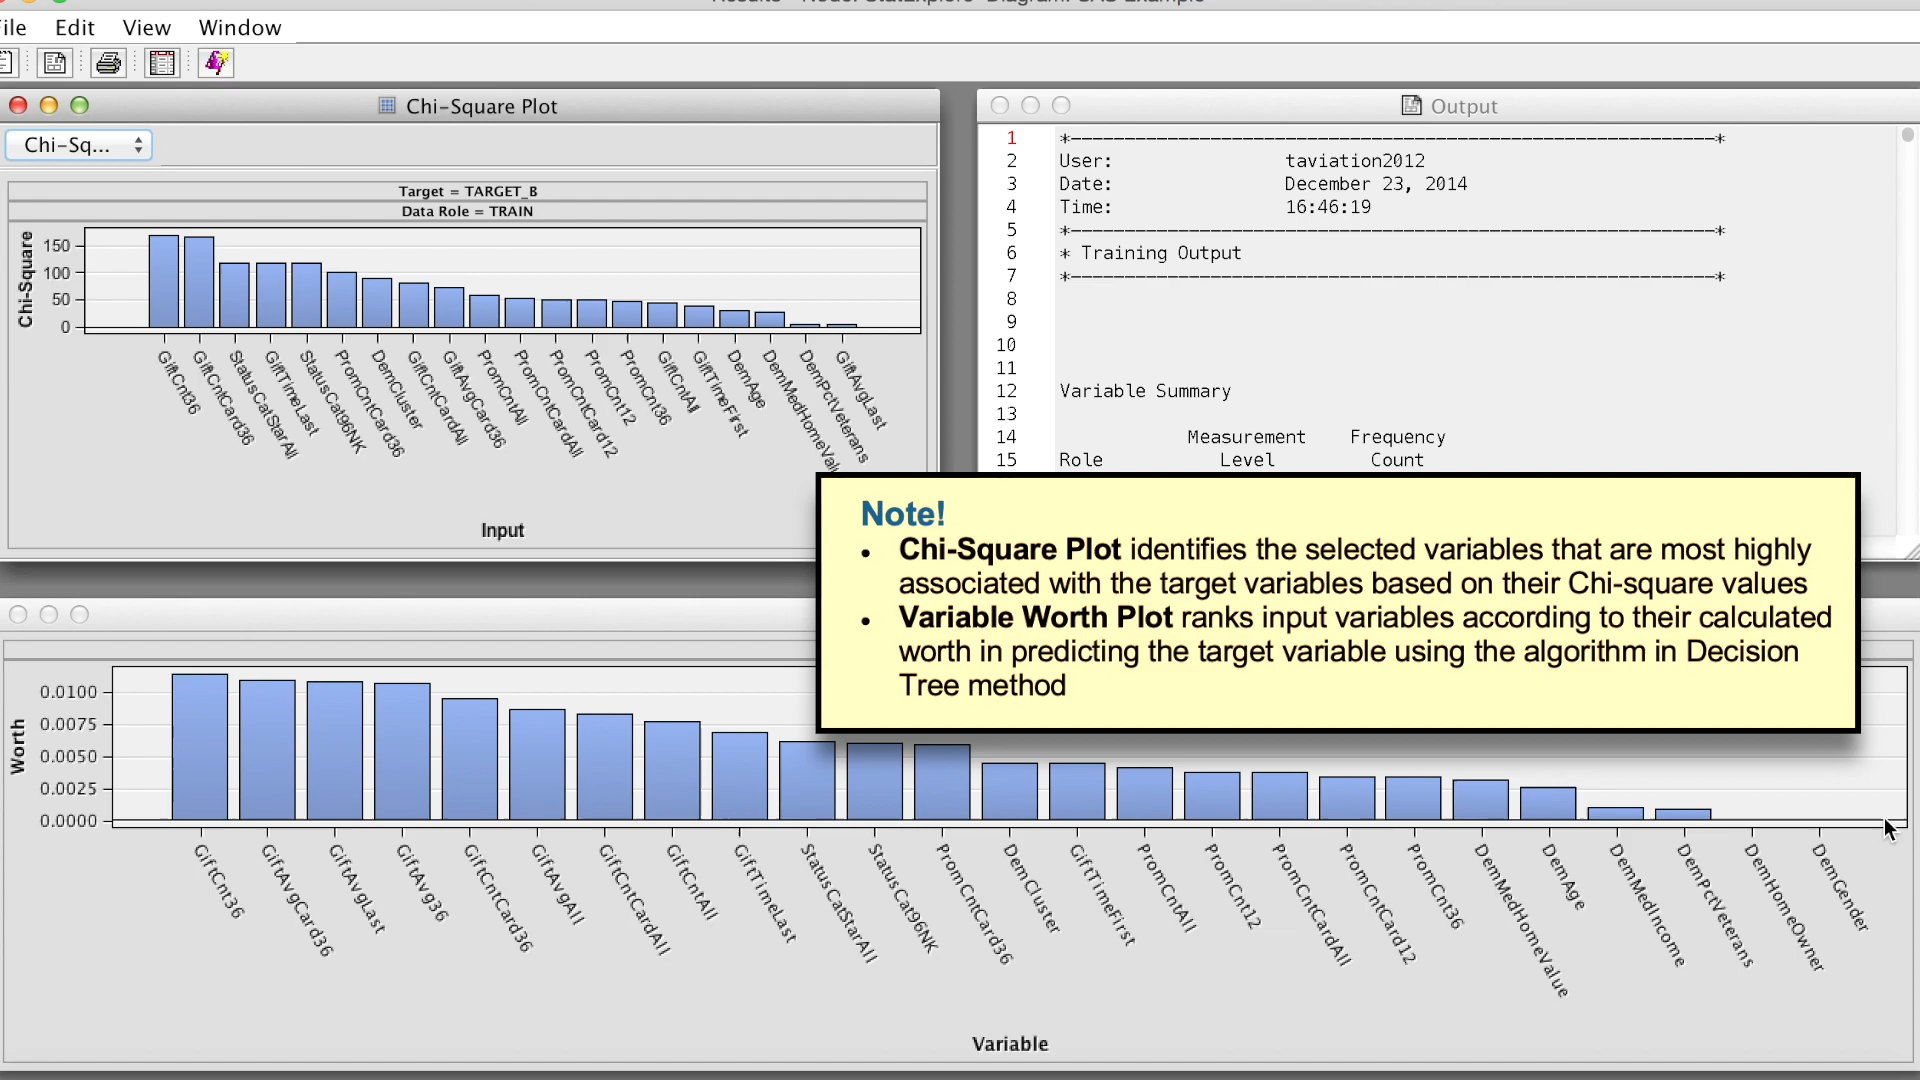 File Edit View Window
Chi-Square Plot
Chi-Sq...
Target = TARGET_B
Data Role = TRAIN
Chi-Square
150
100
50
0
GiftCnt36
GiftCntCard36
StatusCatStarAll
GiftTimeLast
StatusCat96NK
PromCntCard36
DemCluster
GiftCntCardAll
GiftAvgCard36
PromCntAll
PromCntCardAll
PromCntCard12
PromCnt12
PromCnt36
GiftCntAll
GiftTimeFirst
DemAge
DemMedHomeValu
DemPctVeterans
GiftAvgLast
Input
Output
1 *------------------------------------------------------------*
2 User: taviation2012
3 Date: December 23, 2014
4 Time: 16:46:19
5 *------------------------------------------------------------*
6 * Training Output
7 *------------------------------------------------------------*
8
9
10
11
12 Variable Summary
13
14 Measurement Frequency
15 Role Level Count
Note!
• Chi-Square Plot identifies the selected variables that are most highly
associated with the target variables based on their Chi-square values
• Variable Worth Plot ranks input variables according to their calculated
worth in predicting the target variable using the algorithm in Decision
Tree method
Worth
0.0100
0.0075
0.0050
0.0025
0.0000
GiftCnt36
GiftAvgCard36
GiftAvgLast
GiftAvg36
GiftCntCard36
GiftAvgAll
GiftCntCardAll
GiftCntAll
GiftTimeLast
StatusCatStarAll
StatusCat96NK
PromCntCard36
DemCluster
GiftTimeFirst
PromCntAll
PromCnt12
PromCntCardAll
PromCntCard12
PromCnt36
DemMedHomeValue
DemAge
DemMedIncome
DemPctVeterans
DemHomeOwner
DemGender
Variable